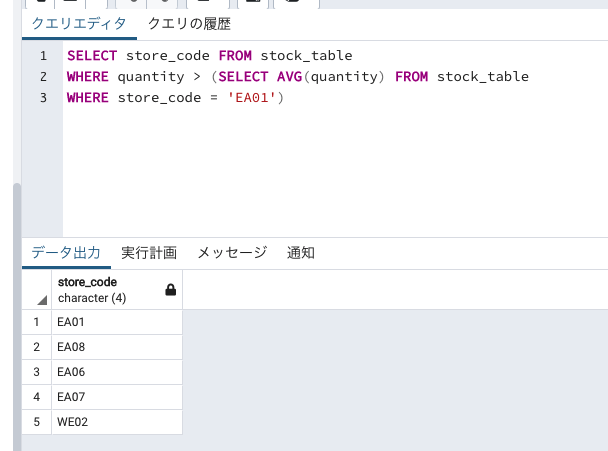 クエリエディタ クエリの履歴
1 SELECT store_code FROM stock_table
2 WHERE quantity > (SELECT AVG(quantity) FROM stock_table
3 WHERE store_code = 'EA01')
データ出力 実行計画 メッセージ 通知
store_code
character (4)
1 EA01
2 EA08
3 EA06
4 EA07
5 WE02